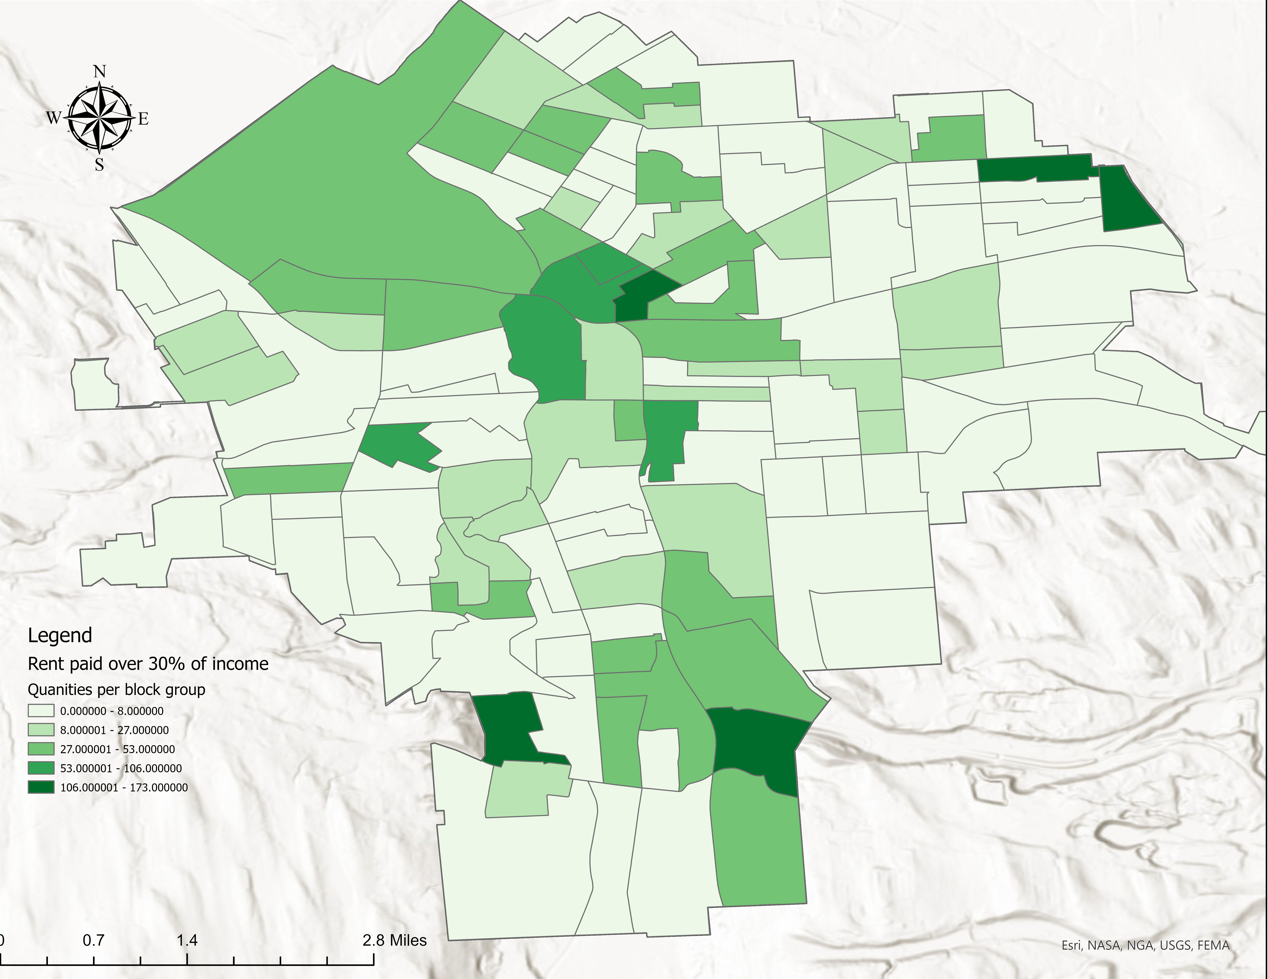 N
W E
S
Legend
Rent paid over 30% of income
Quanities per block group
0.000000 - 8.000000
8.000001 - 27.000000
27.000001 - 53.000000
53.000001 - 106.000000
106.000001 - 173.000000
0 0.7 1.4 2.8 Miles
Esri, NASA, NGA, USGS, FEMA